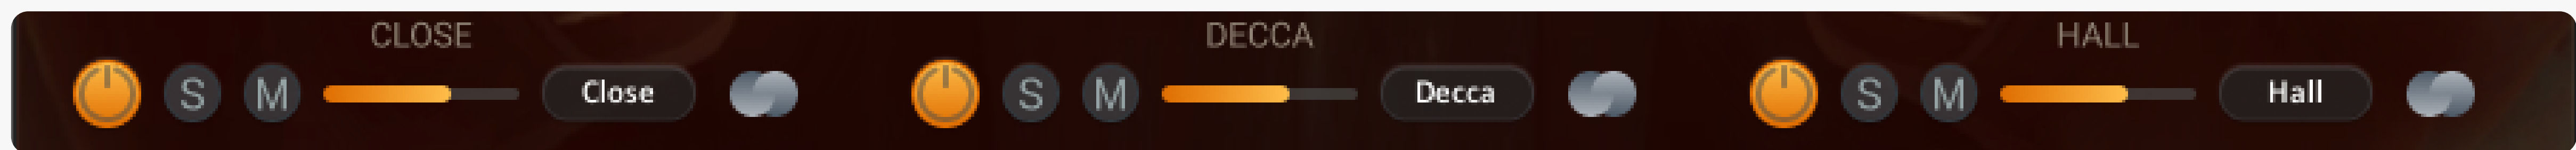 CLOSE DECCA HALL
S M Close S M Decca S M Hall